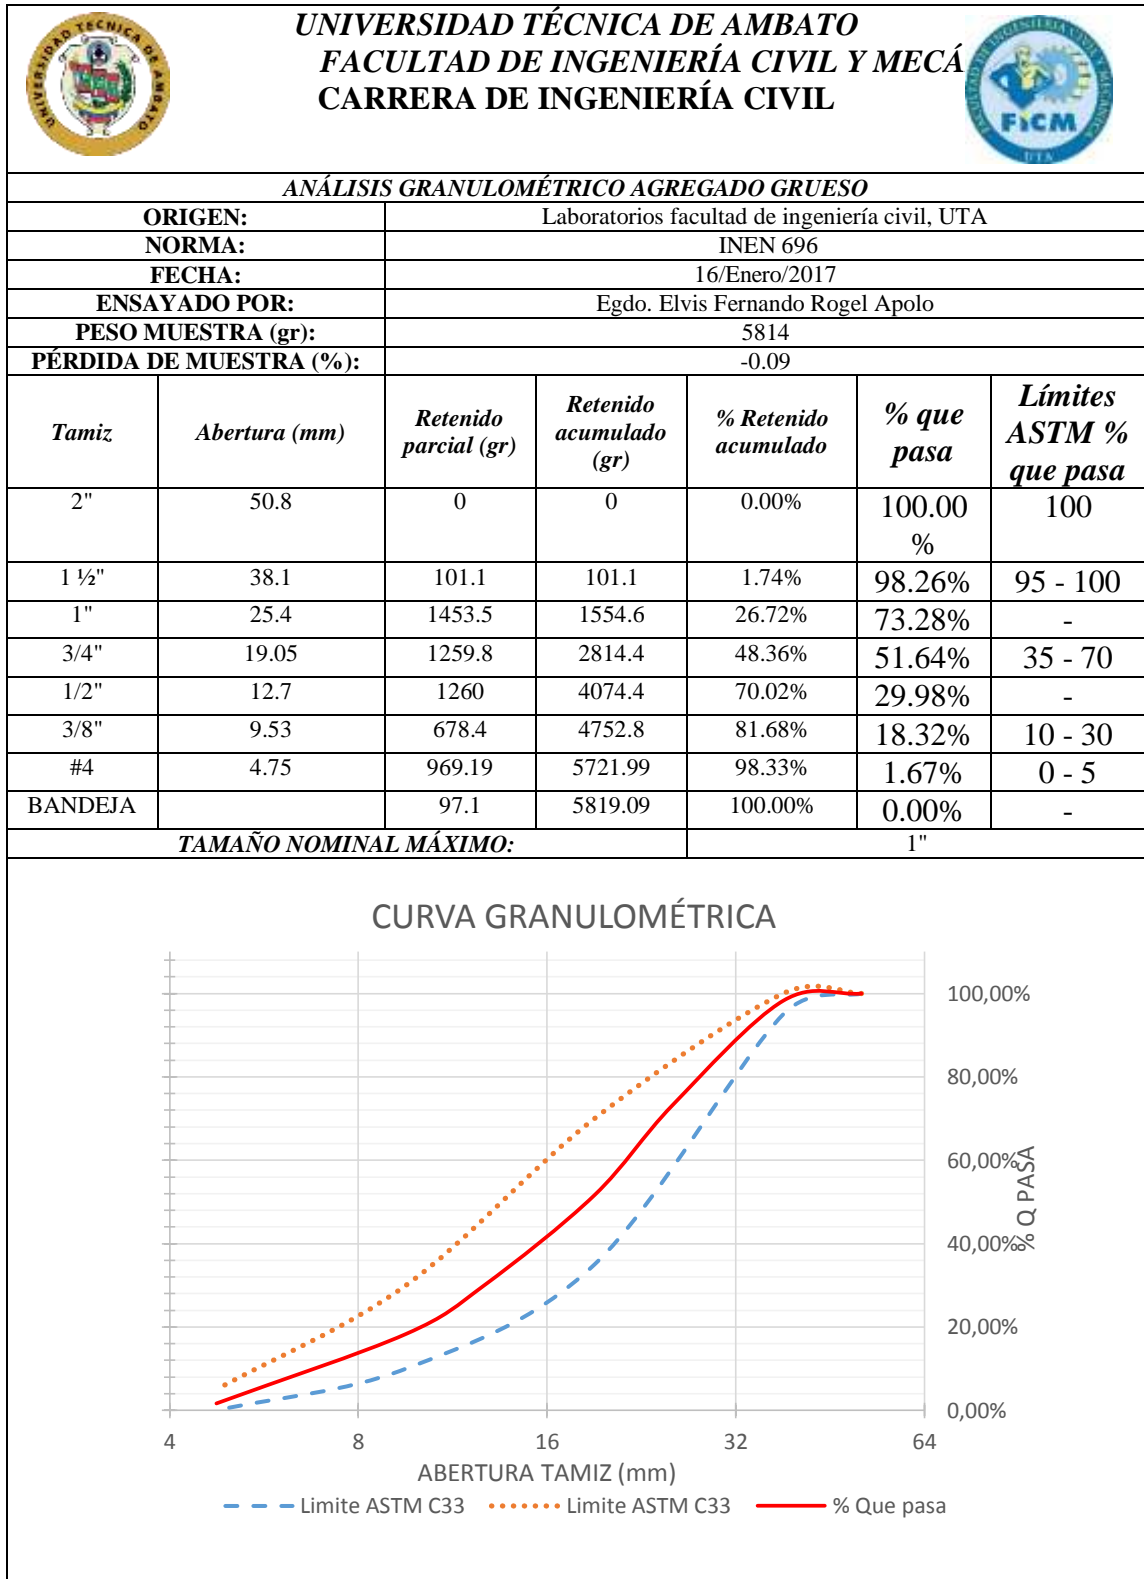 UNIVERSIDAD TÉCNICA DE AMBATO
FACULTAD DE INGENIERÍA CIVIL Y MECÁ
CARRERA DE INGENIERÍA CIVIL
UNIVERSIDAD TECNICA DE AMBATO
FACULTAD DE INGENIERIA CIVIL Y MECANICA
FICM
UTA
ANÁLISIS GRANULOMÉTRICO AGREGADO GRUESO
ORIGEN: Laboratorios facultad de ingeniería civil, UTA
NORMA: INEN 696
FECHA: 16/Enero/2017
ENSAYADO POR: Egdo. Elvis Fernando Rogel Apolo
PESO MUESTRA (gr): 5814
PÉRDIDA DE MUESTRA (%): -0.09
Tamiz Abertura (mm) Retenido parcial (gr) Retenido acumulado (gr) % Retenido acumulado % que pasa Límites ASTM % que pasa
2" 50.8 0 0 0.00% 100.00 % 100
1 ½" 38.1 101.1 101.1 1.74% 98.26% 95 - 100
1" 25.4 1453.5 1554.6 26.72% 73.28% -
3/4" 19.05 1259.8 2814.4 48.36% 51.64% 35 - 70
1/2" 12.7 1260 4074.4 70.02% 29.98% -
3/8" 9.53 678.4 4752.8 81.68% 18.32% 10 - 30
#4 4.75 969.19 5721.99 98.33% 1.67% 0 - 5
BANDEJA 97.1 5819.09 100.00% 0.00% -
TAMAÑO NOMINAL MÁXIMO: 1"
CURVA GRANULOMÉTRICA
100,00%
80,00%
60,00%
40,00%
20,00%
0,00%
% Q PASA
4 8 16 32 64
ABERTURA TAMIZ (mm)
Limite ASTM C33 Limite ASTM C33 % Que pasa